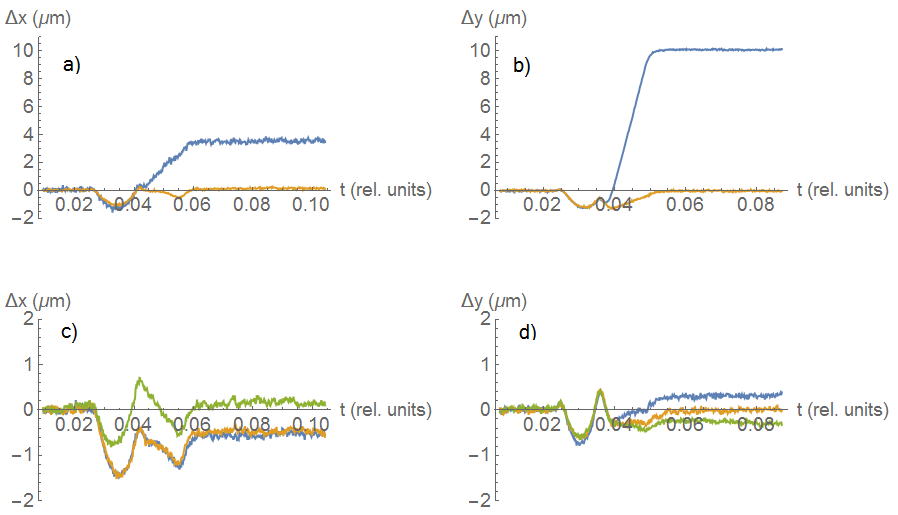 Δx (μm)
a)
10
8
6
4
2
0
−2
0.02 0.04 0.06 0.08 0.10
t (rel. units)
Δy (μm)
b)
10
8
6
4
2
0
−2
0.02 0.04 0.06 0.08
t (rel. units)
Δx (μm)
c)
2
1
0
−1
−2
0.02 0.04 0.06 0.08 0.10
t (rel. units)
Δy (μm)
d)
2
1
0
−1
−2
0.02 0.04 0.06 0.08
t (rel. units)